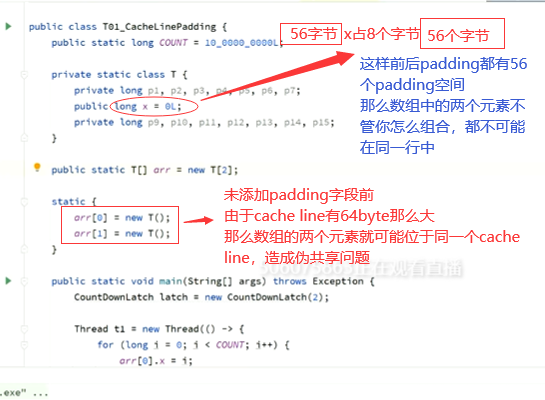 public class T01_CacheLinePadding {
public static long COUNT = 10_0000_0000L;
56字节 x占8个字节 56个字节
private static class T {
private long p1, p2, p3, p4, p5, p6, p7;
public long x = 0L;
private long p9, p10, p11, p12, p13, p14, p15;
}
这样前后padding都有56
个padding空间
那么数组中的两个元素不
管你怎么组合，都不可能
在同一行中
public static T[] arr = new T[2];
static {
arr[0] = new T();
arr[1] = new T();
}
未添加padding字段前
由于cache line有64byte那么大
那么数组的两个元素就可能位于同一个cache
line，造成伪共享问题
正在观看直播
public static void main(String[] args) throws Exception {
CountDownLatch latch = new CountDownLatch(2);
Thread t1 = new Thread(() -> {
for (long i = 0; i < COUNT; i++) {
arr[0].x = i;
.exe" ...